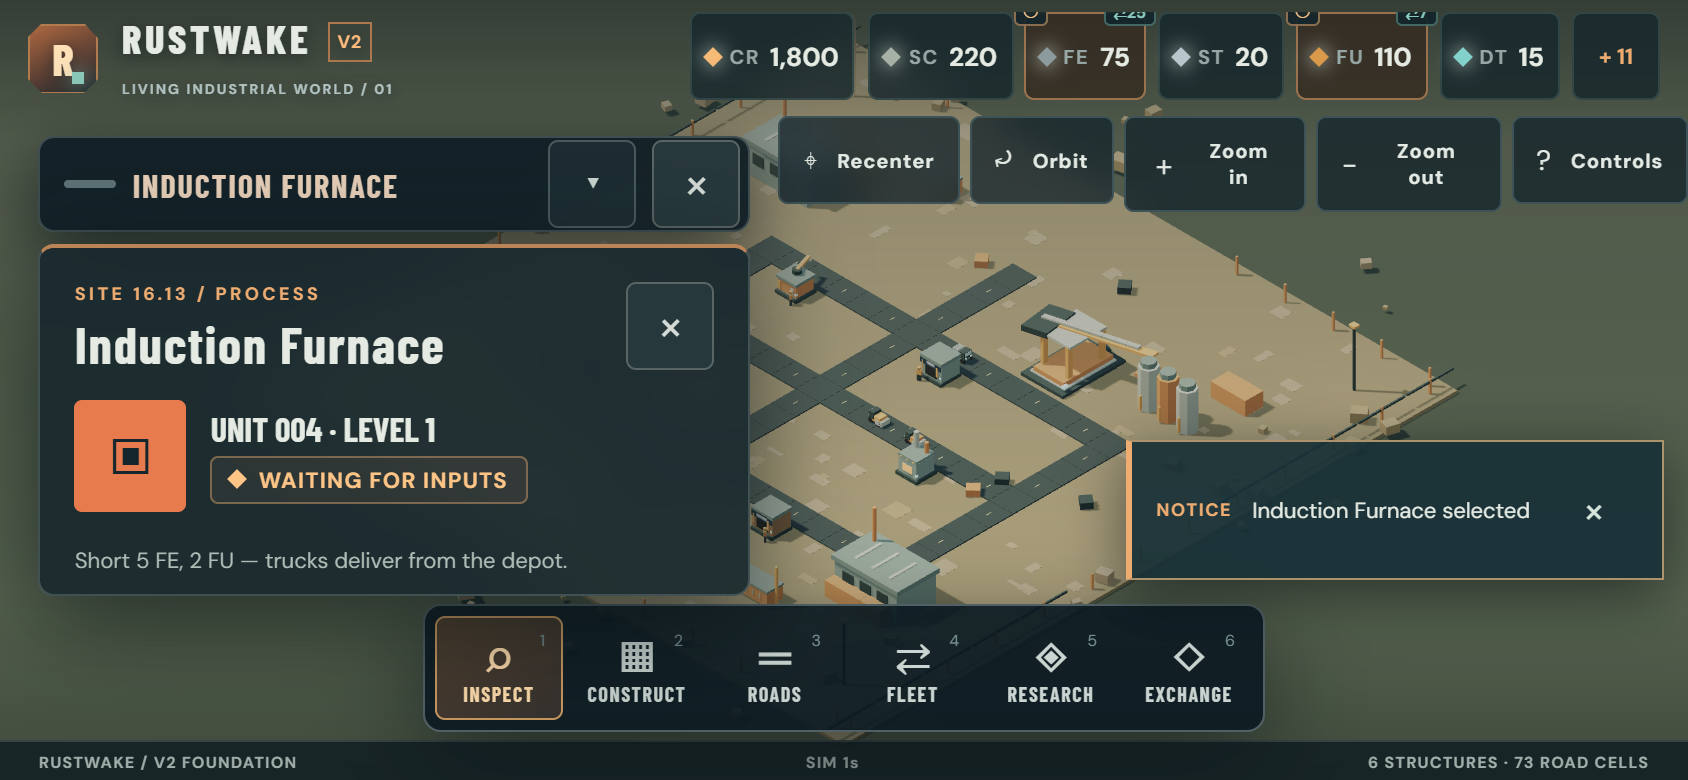 R
RUSTWAKE V2
LIVING INDUSTRIAL WORLD / 01
CR 1,800
SC 220
⇄25
FE 75
ST 20
⇄7
FU 110
DT 15
+ 11
Recenter
Orbit
+ Zoom in
− Zoom out
? Controls
INDUCTION FURNACE ▼ ×
SITE 16.13 / PROCESS
Induction Furnace ×
UNIT 004 · LEVEL 1
WAITING FOR INPUTS
Short 5 FE, 2 FU — trucks deliver from the depot.
NOTICE Induction Furnace selected ×
1 INSPECT
2 CONSTRUCT
3 ROADS
4 FLEET
5 RESEARCH
6 EXCHANGE
RUSTWAKE / V2 FOUNDATION
SIM 1s
6 STRUCTURES · 73 ROAD CELLS